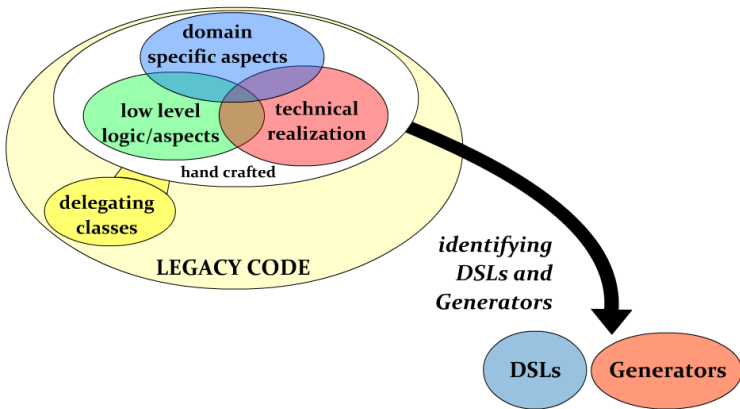 domain
specific aspects
low level
logic/aspects
technical
realization
hand crafted
delegating
classes
LEGACY CODE
identifying
DSLs and
Generators
DSLs
Generators